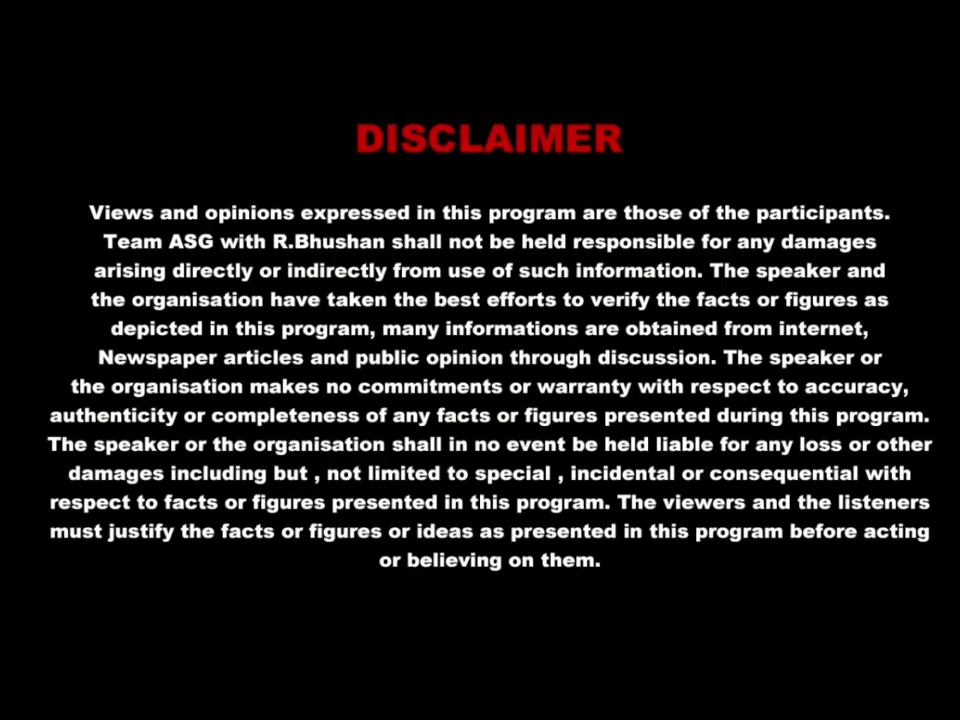 DISCLAIMER
Views and opinions expressed in this program are those of the participants.
Team ASG with R.Bhushan shall not be held responsible for any damages
arising directly or indirectly from use of such information. The speaker and
the organisation have taken the best efforts to verify the facts or figures as
depicted in this program, many informations are obtained from internet,
Newspaper articles and public opinion through discussion. The speaker or
the organisation makes no commitments or warranty with respect to accuracy,
authenticity or completeness of any facts or figures presented during this program.
The speaker or the organisation shall in no event be held liable for any loss or other
damages including but , not limited to special , incidental or consequential with
respect to facts or figures presented in this program. The viewers and the listeners
must justify the facts or figures or ideas as presented in this program before acting
or believing on them.